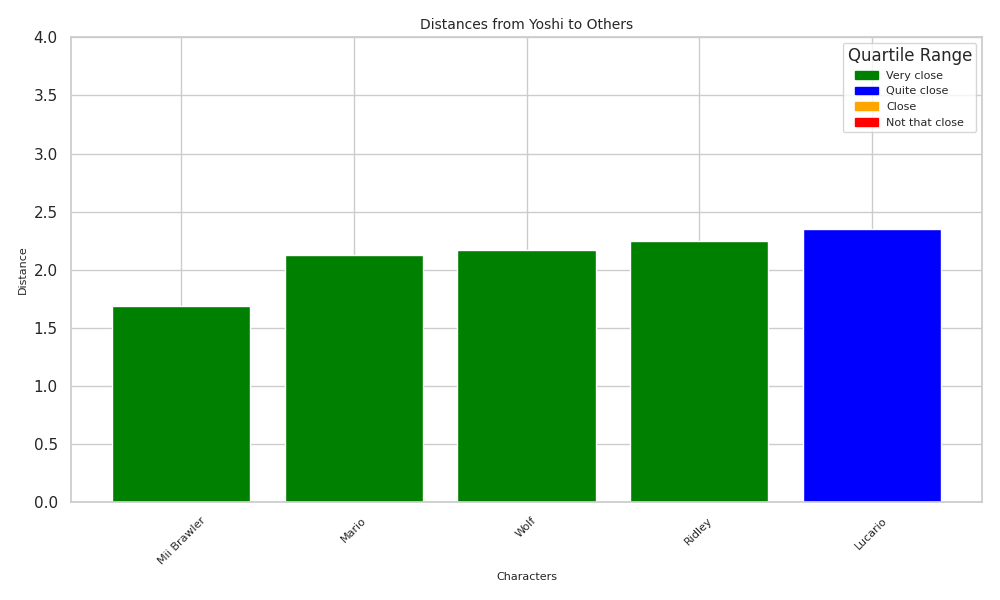 Distances from Yoshi to Others
4.0
3.5
3.0
2.5
2.0
1.5
1.0
0.5
0.0
Distance
Quartile Range
Very close
Quite close
Close
Not that close
Mii Brawler
Mario
Wolf
Ridley
Lucario
Characters